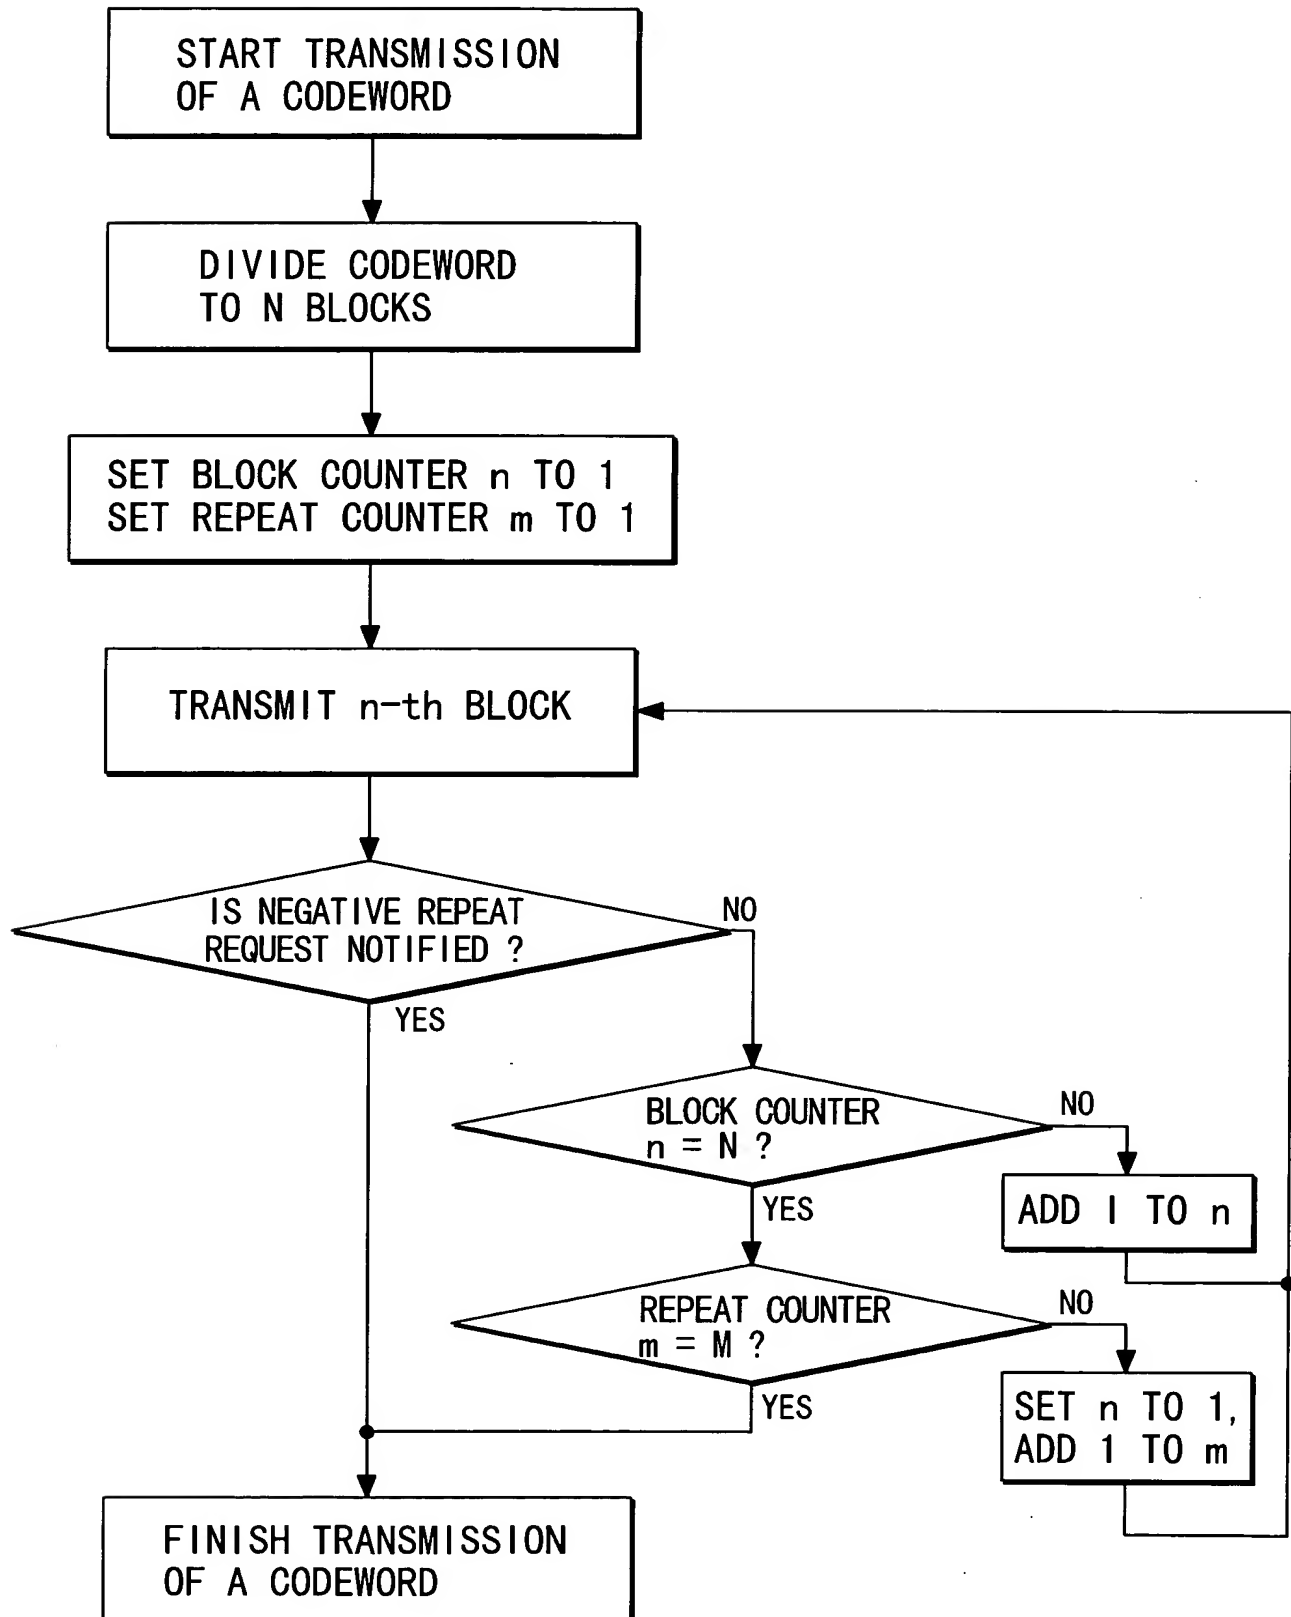 START TRANSMISSION
OF A CODEWORD
DIVIDE CODEWORD
TO N BLOCKS
SET BLOCK COUNTER n TO 1
SET REPEAT COUNTER m TO 1
TRANSMIT n-th BLOCK
IS NEGATIVE REPEAT
REQUEST NOTIFIED ?
NO
YES
BLOCK COUNTER
n = N ?
NO
YES
ADD 1 TO n
REPEAT COUNTER
m = M ?
NO
YES
SET n TO 1,
ADD 1 TO m
FINISH TRANSMISSION
OF A CODEWORD